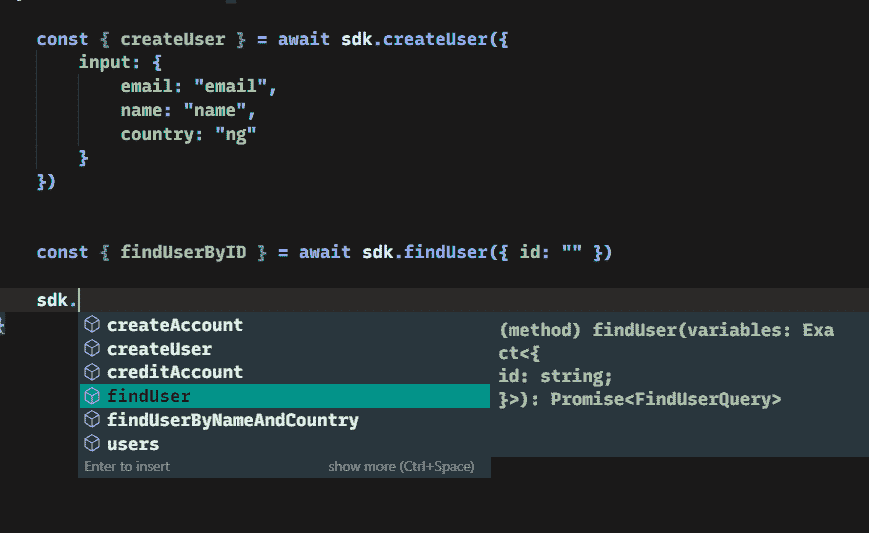 const { createUser } = await sdk.createUser({
input: {
email: "email",
name: "name",
country: "ng"
}
})
const { findUserByID } = await sdk.findUser({ id: "" })
sdk.
createAccount
createUser
creditAccount
findUser
findUserByNameAndCountry
users
Enter to insert show more (Ctrl+Space)
(method) findUser(variables: Exa
ct<{
id: string;
}>): Promise<FindUserQuery>